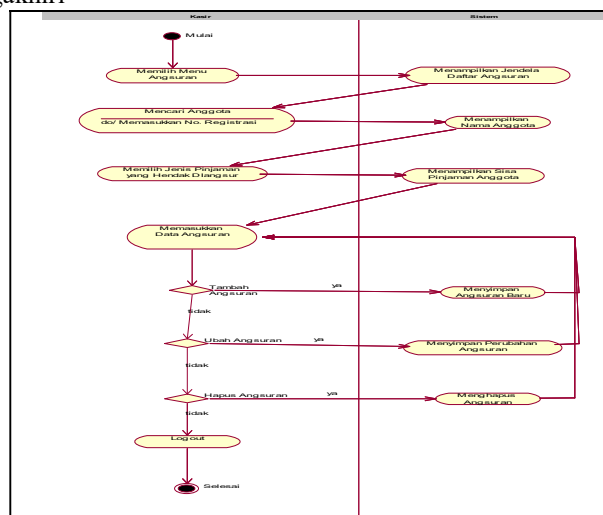 Kasir
Sistem
Mulai
Memilih Menu
Angsuran
Menampilkan Jendela
Daftar Angsuran
Mencari Anggota
do/ Memasukkan No. Registrasi
Menampilkan
Nama Anggota
Memilih Jenis Pinjaman
yang Hendak DIangsur
Menampilkan Sisa
Pinjaman Anggota
Memasukkan
Data Angsuran
Tambah
Angsuran
ya
Menyimpan
Angsuran Baru
tidak
Ubah Angsuran
ya
Menyimpan Perubahan
Angsuran
tidak
Hapus Angsuran
ya
Menghapus
Angsuran
tidak
Logout
Selesai